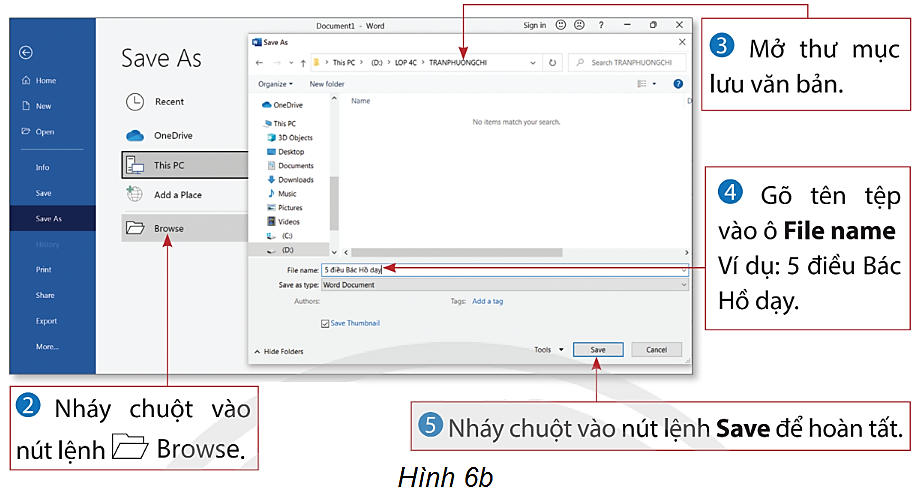 Document1 - Word
Sign in
?
Save As
Home
New
Open
Info
Save
Save As
History
Print
Share
Export
More...
Save As
Recent
OneDrive
This PC
Add a Place
Browse
This PC > (D:) > LOP 4C > TRANPHUONGCHI
Search TRANPHUONGCHI
Organize
New folder
?
OneDrive
This PC
3D Objects
Desktop
Documents
Downloads
Music
Pictures
Videos
(C:)
(D:)
Name
D
No items match your search.
File name: 5 điều Bác Hồ dạy
Save as type: Word Document
Authors:
Tags: Add a tag
Save Thumbnail
Hide Folders
Tools
Save
Cancel
3 Mở thư mục
lưu văn bản.
4 Gõ tên tệp
vào ô File name
Ví dụ: 5 điều Bác
Hồ dạy.
2 Nháy chuột vào
nút lệnh Browse.
5 Nháy chuột vào nút lệnh Save để hoàn tất.
Hình 6b